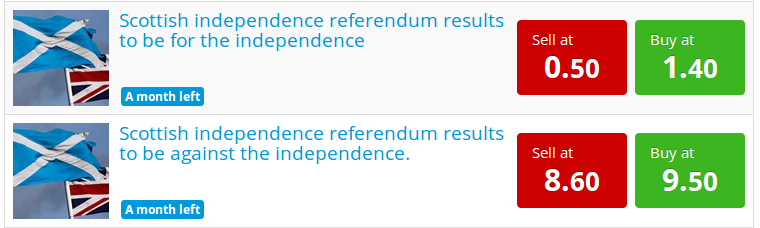 Scottish independence referendum results
to be for the independence
A month left
Sell at
0.50
Buy at
1.40
Scottish independence referendum results
to be against the independence.
A month left
Sell at
8.60
Buy at
9.50